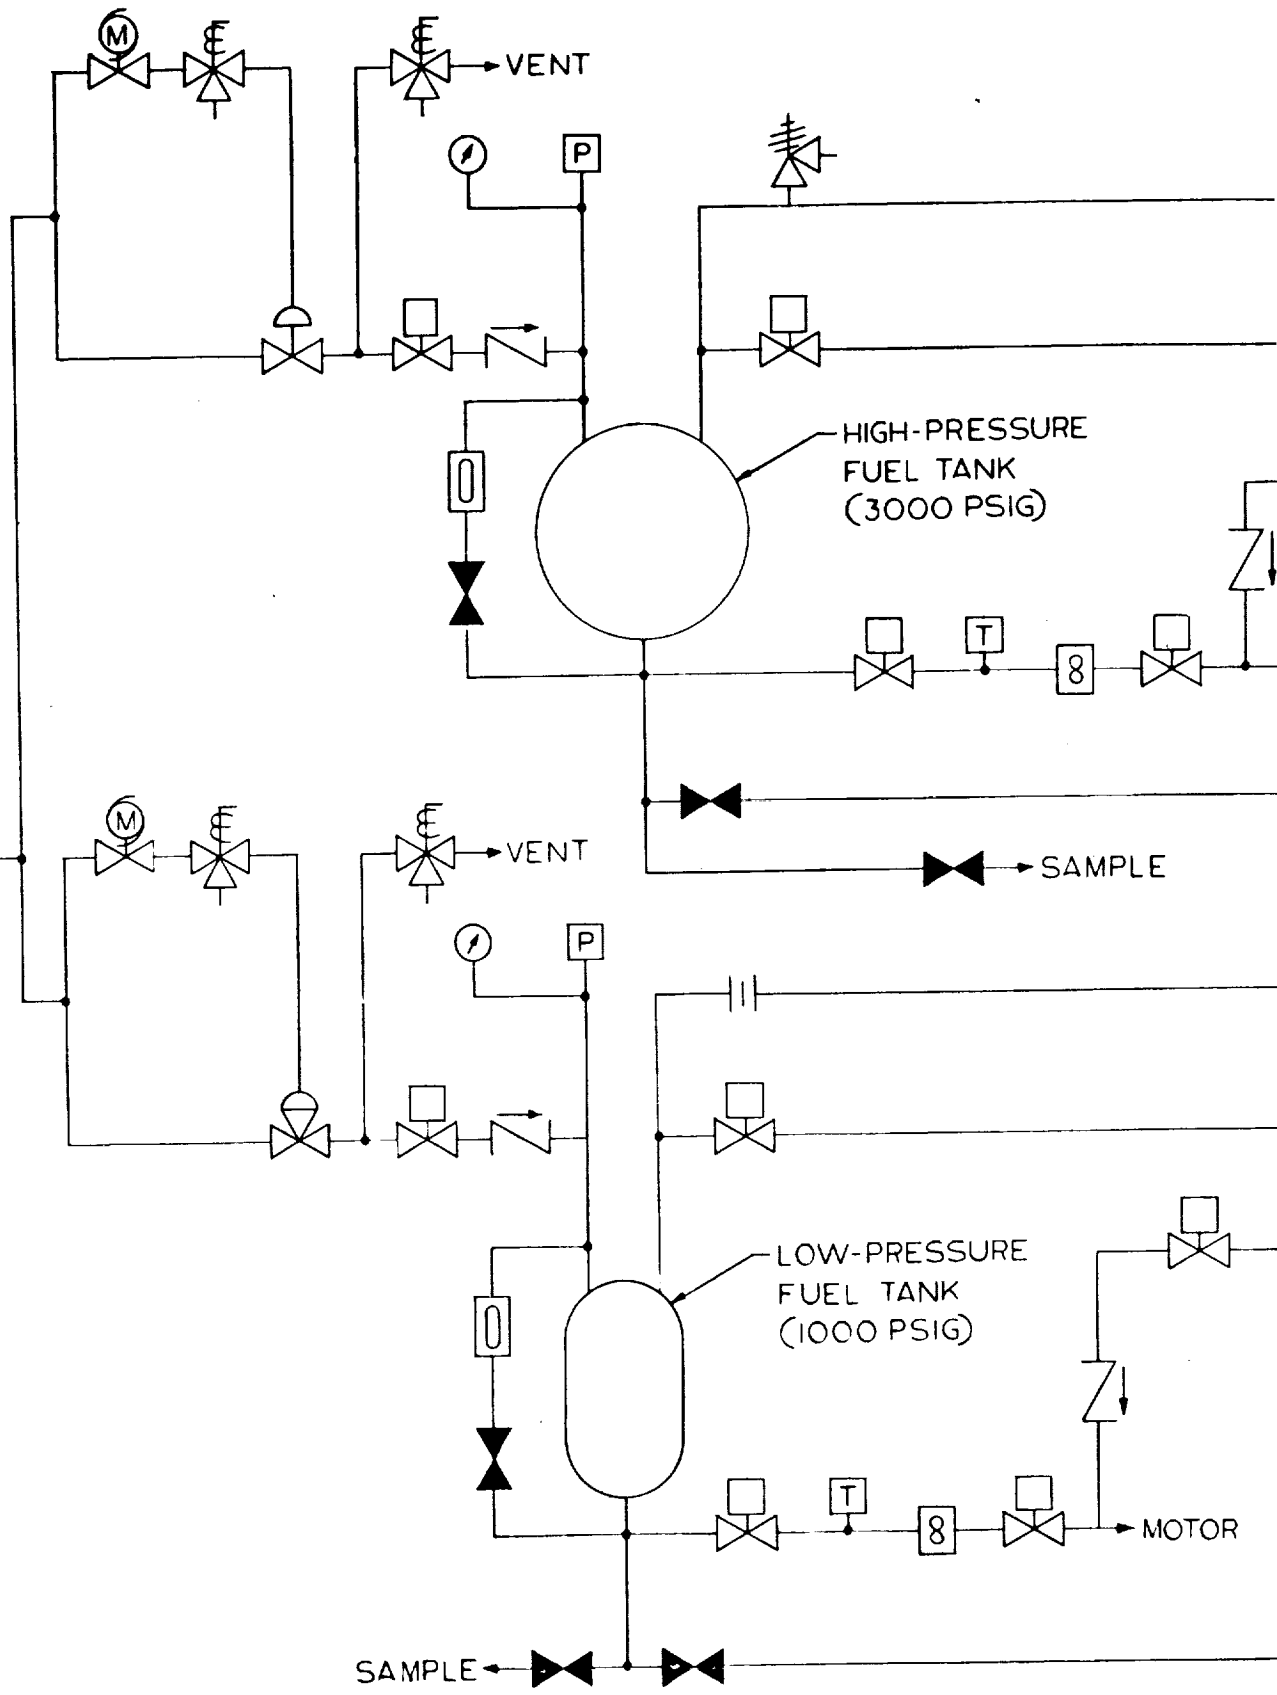 M
VENT
P
HIGH-PRESSURE
FUEL TANK
(3000 PSIG)
T
8
M
VENT
SAMPLE
P
LOW-PRESSURE
FUEL TANK
(1000 PSIG)
T
8
MOTOR
SAMPLE